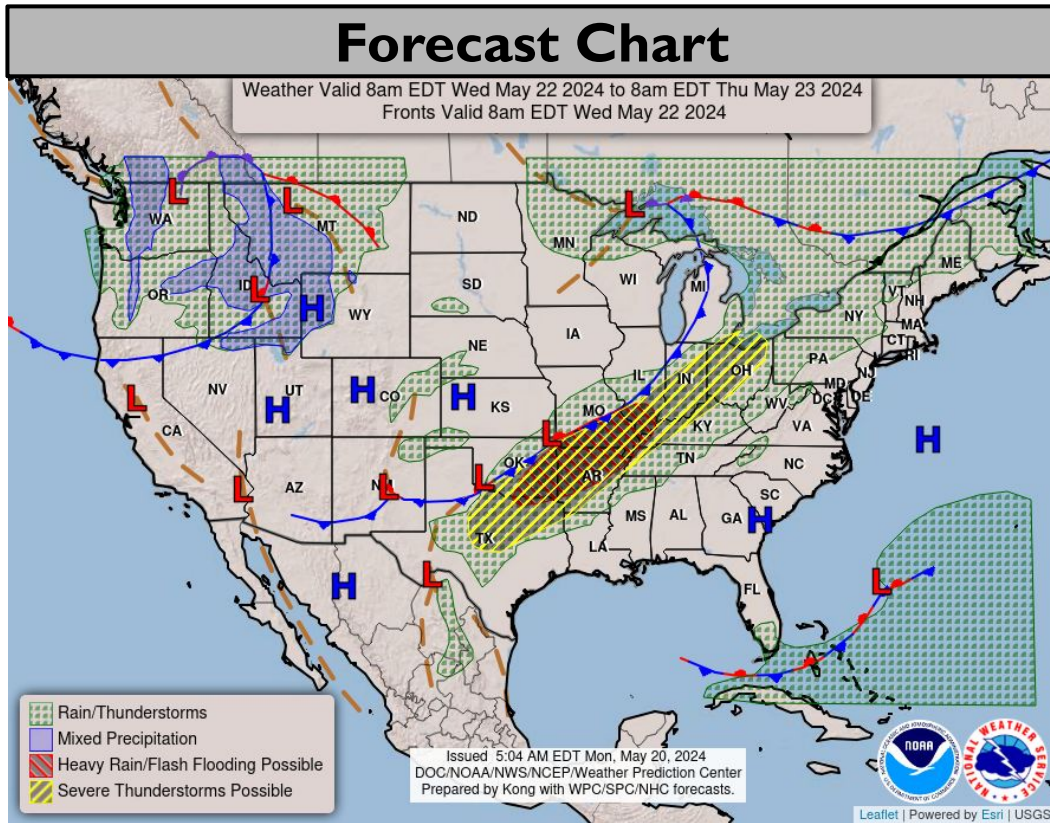 Forecast Chart
Weather Valid 8am EDT Wed May 22 2024 to 8am EDT Thu May 23 2024
Fronts Valid 8am EDT Wed May 22 2024
WA
L
L
MT
ND
L
MN
ME
OR
ID
L
H
WY
SD
WI
MI
VT
NH
NY
MA
CT
RI
IA
NE
PA
NJ
NV
UT
H
H
CO
H
KS
IL
IN
OH
MD
DC
DE
WV
VA
L
CA
MO
KY
H
L
AZ
L
L
OK
L
AR
TN
NC
SC
MS
AL
GA
H
TX
LA
H
L
FL
L
Rain/Thunderstorms
Mixed Precipitation
Heavy Rain/Flash Flooding Possible
Severe Thunderstorms Possible
Issued 5:04 AM EDT Mon, May 20, 2024
DOC/NOAA/NWS/NCEP/Weather Prediction Center
Prepared by Kong with WPC/SPC/NHC forecasts.
NOAA
NATIONAL WEATHER SERVICE
Leaflet | Powered by Esri | USGS